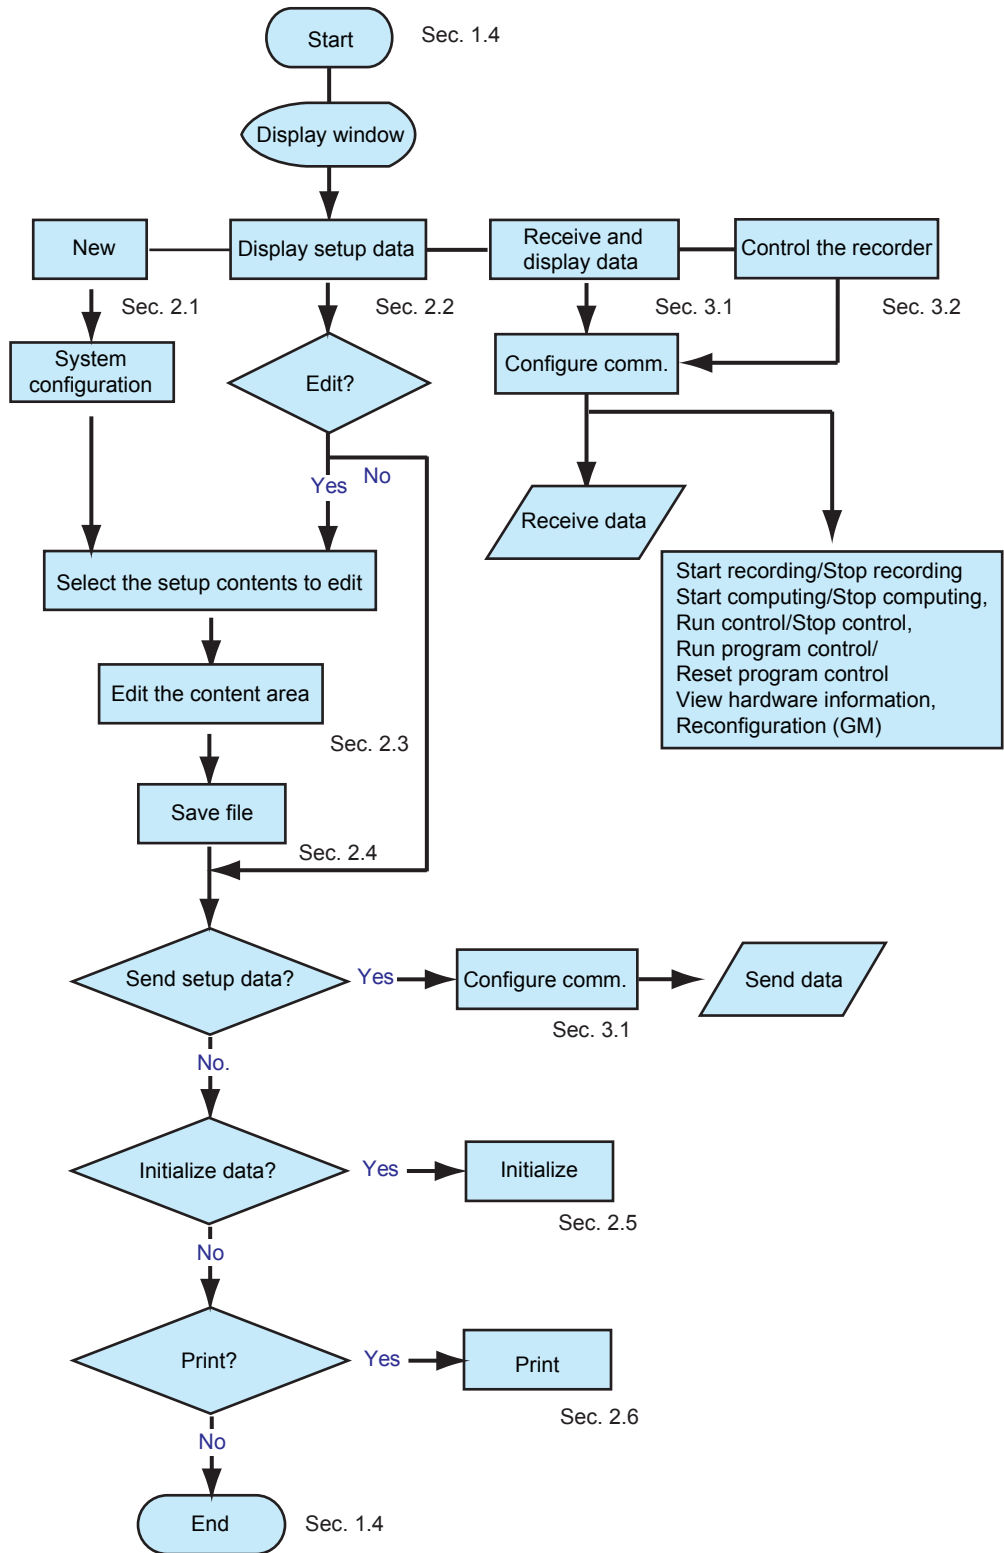 Start
Sec. 1.4
Display window
New
Display setup data
Receive and
display data
Control the recorder
Sec. 2.1
Sec. 2.2
Sec. 3.1
Sec. 3.2
System
configuration
Edit?
Configure comm.
Yes
No
Receive data
Select the setup contents to edit
Start recording/Stop recording
Start computing/Stop computing,
Run control/Stop control,
Run program control/
Reset program control
View hardware information,
Reconfiguration (GM)
Edit the content area
Sec. 2.3
Save file
Sec. 2.4
Send setup data?
Yes
Configure comm.
Send data
Sec. 3.1
No.
Initialize data?
Yes
Initialize
Sec. 2.5
No
Print?
Yes
Print
Sec. 2.6
No
End
Sec. 1.4